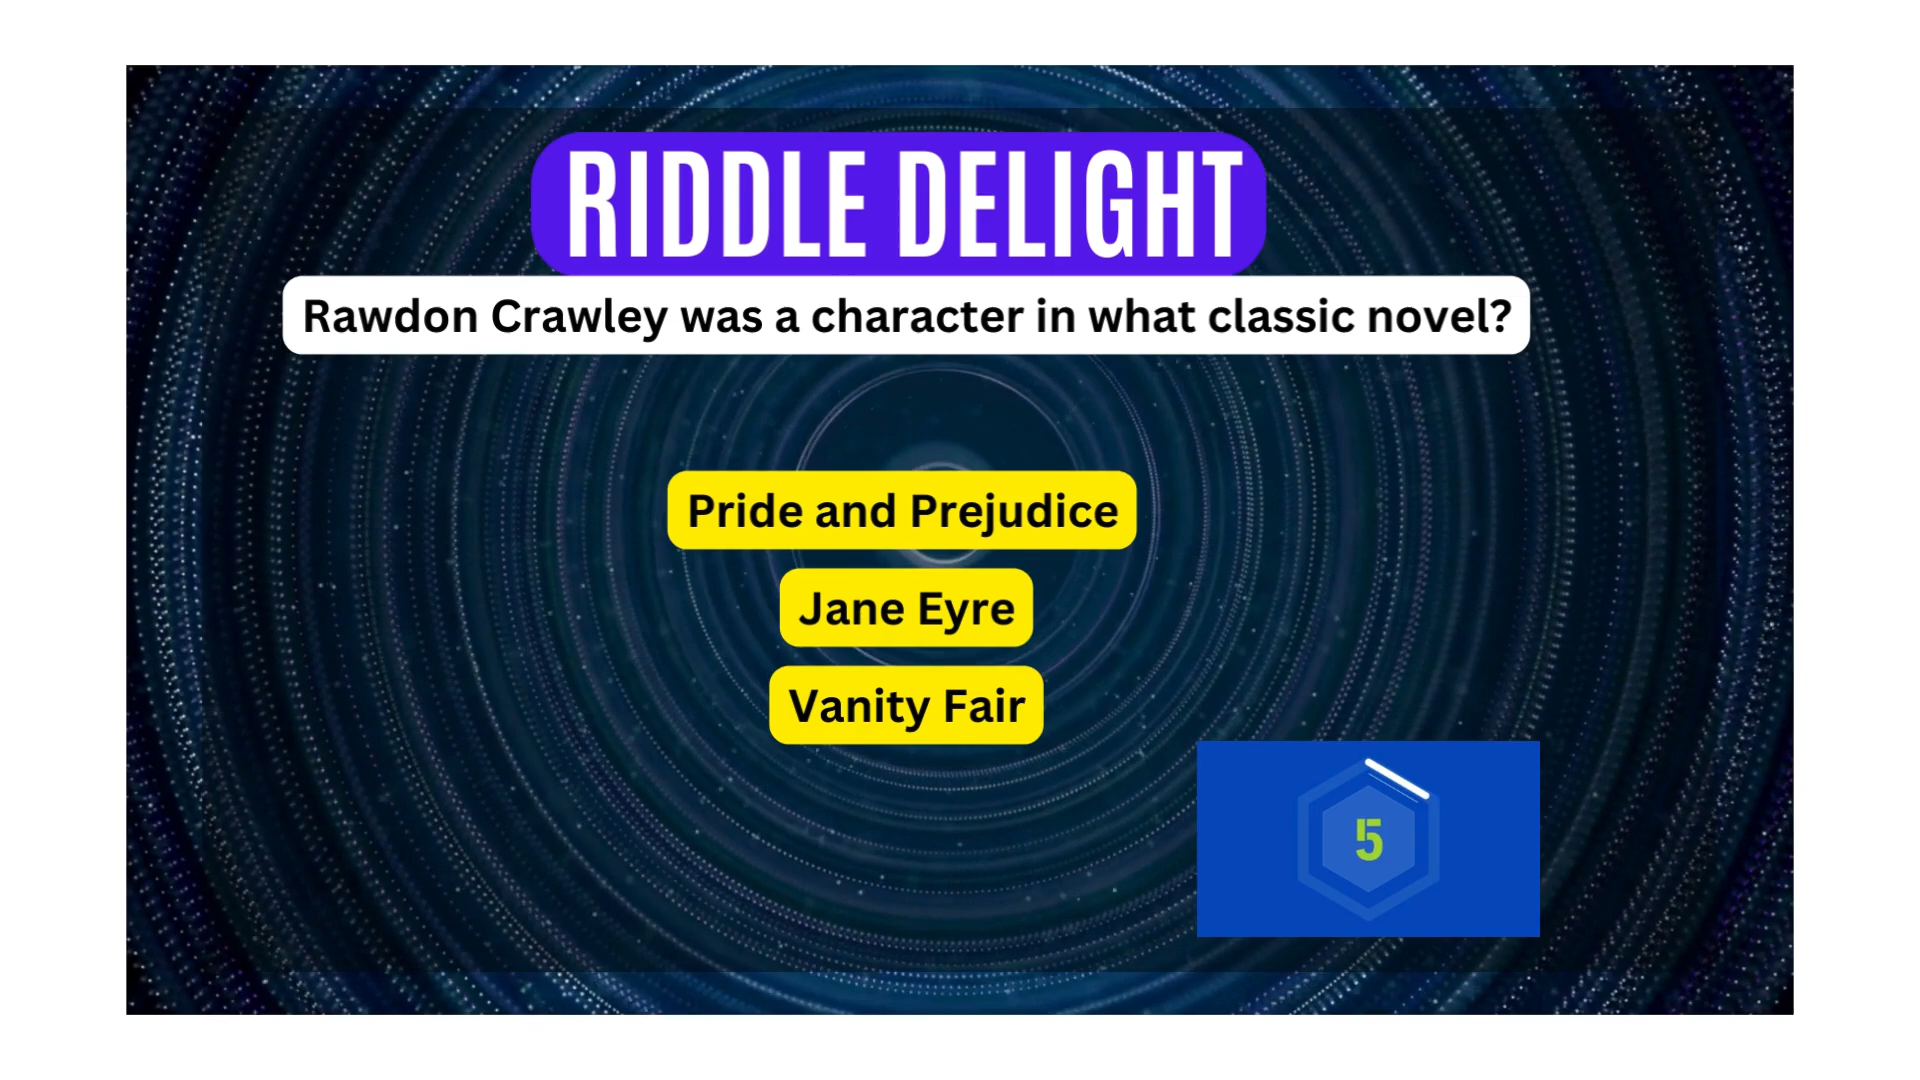 RIDDLE DELIGHT
Rawdon Crawley was a character in what classic novel?
Pride and Prejudice
Jane Eyre
Vanity Fair
5